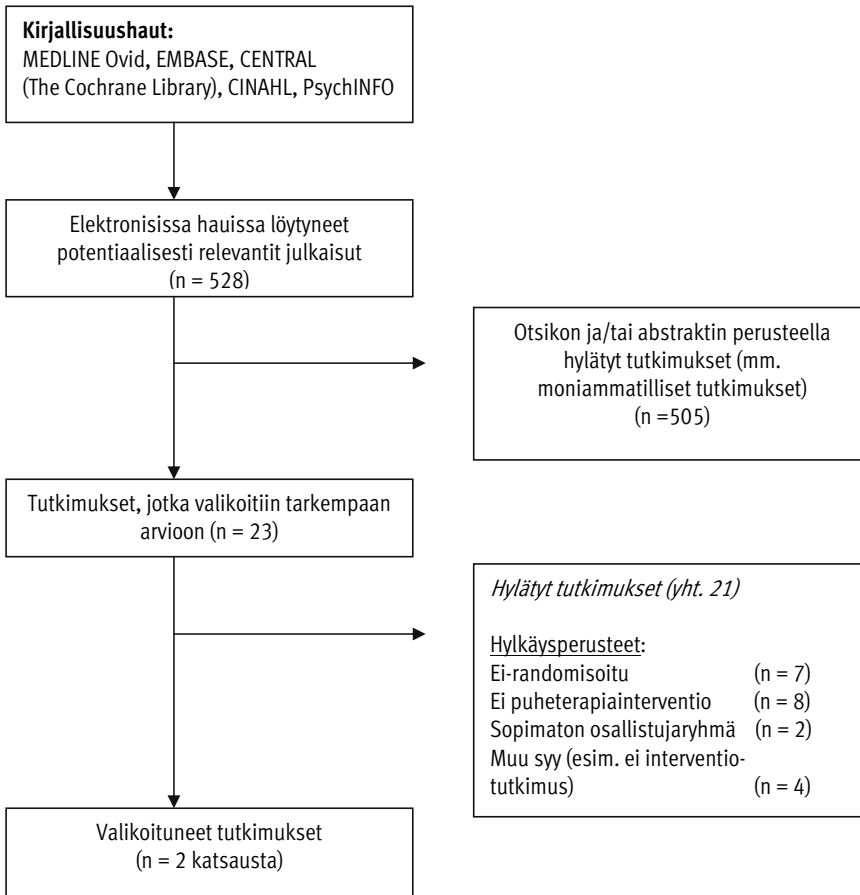 Kirjallisuushaut:
MEDLINE Ovid, EMBASE, CENTRAL
(The Cochrane Library), CINAHL, PsychINFO
Elektronisissa hauissa löytyneet
potentiaalisesti relevantit julkaisut
(n = 528)
Otsikon ja/tai abstraktin perusteella
hylätyt tutkimukset (mm.
moniammatilliset tutkimukset)
(n =505)
Tutkimukset, jotka valikoitiin tarkempaan
arvioon (n = 23)
Hylätyt tutkimukset (yht. 21)
Hylkäysperusteet:
Ei-randomisoitu (n = 7)
Ei puheterapiainterventio (n = 8)
Sopimaton osallistujaryhmä (n = 2)
Muu syy (esim. ei interventio-
tutkimus) (n = 4)
Valikoituneet tutkimukset
(n = 2 katsausta)